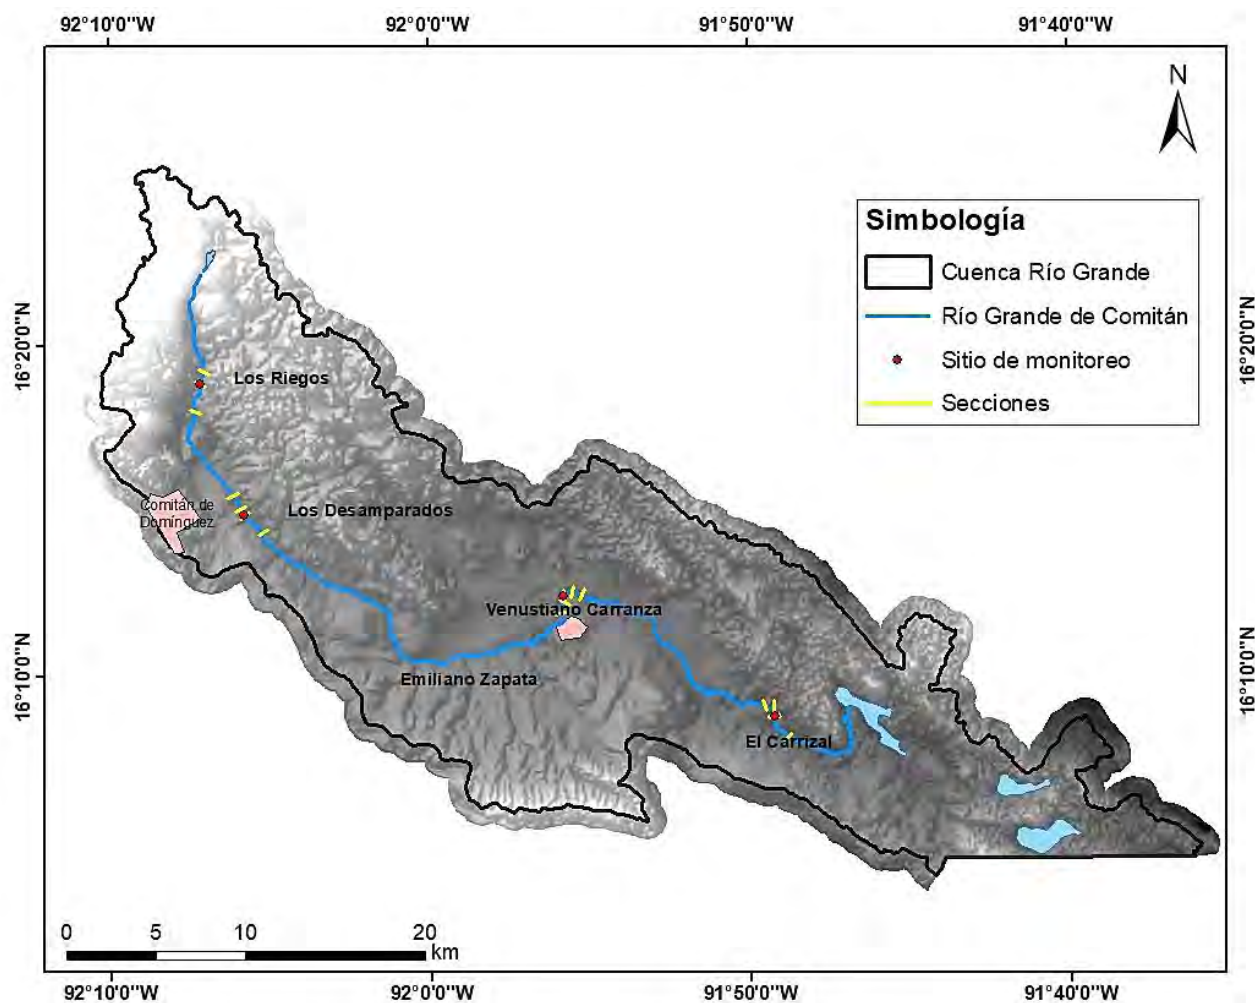 92°10'0"W 92°0'0"W 91°50'0"W 91°40'0"W
N
Simbología
Cuenca Río Grande
Río Grande de Comitán
Sitio de monitoreo
Secciones
16°20'0"N
16°20'0"N
Los Riegos
Comitán de
Domínguez
Los Desamparados
Venustiano Carranza
16°10'0"N
16°10'0"N
Emiliano Zapata
El Carrizal
0 5 10 20
km
92°10'0"W 92°0'0"W 91°50'0"W 91°40'0"W